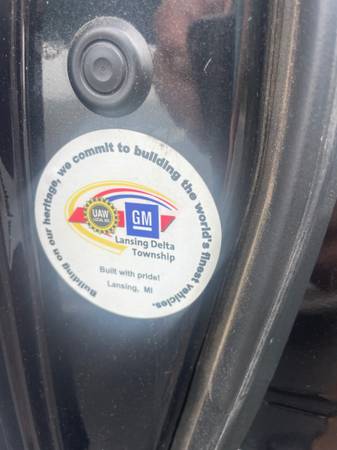 Building on our heritage, we commit to building the world's finest vehicles.
UAW
GM
Lansing Delta
Township
Built with pride!
Lansing, MI